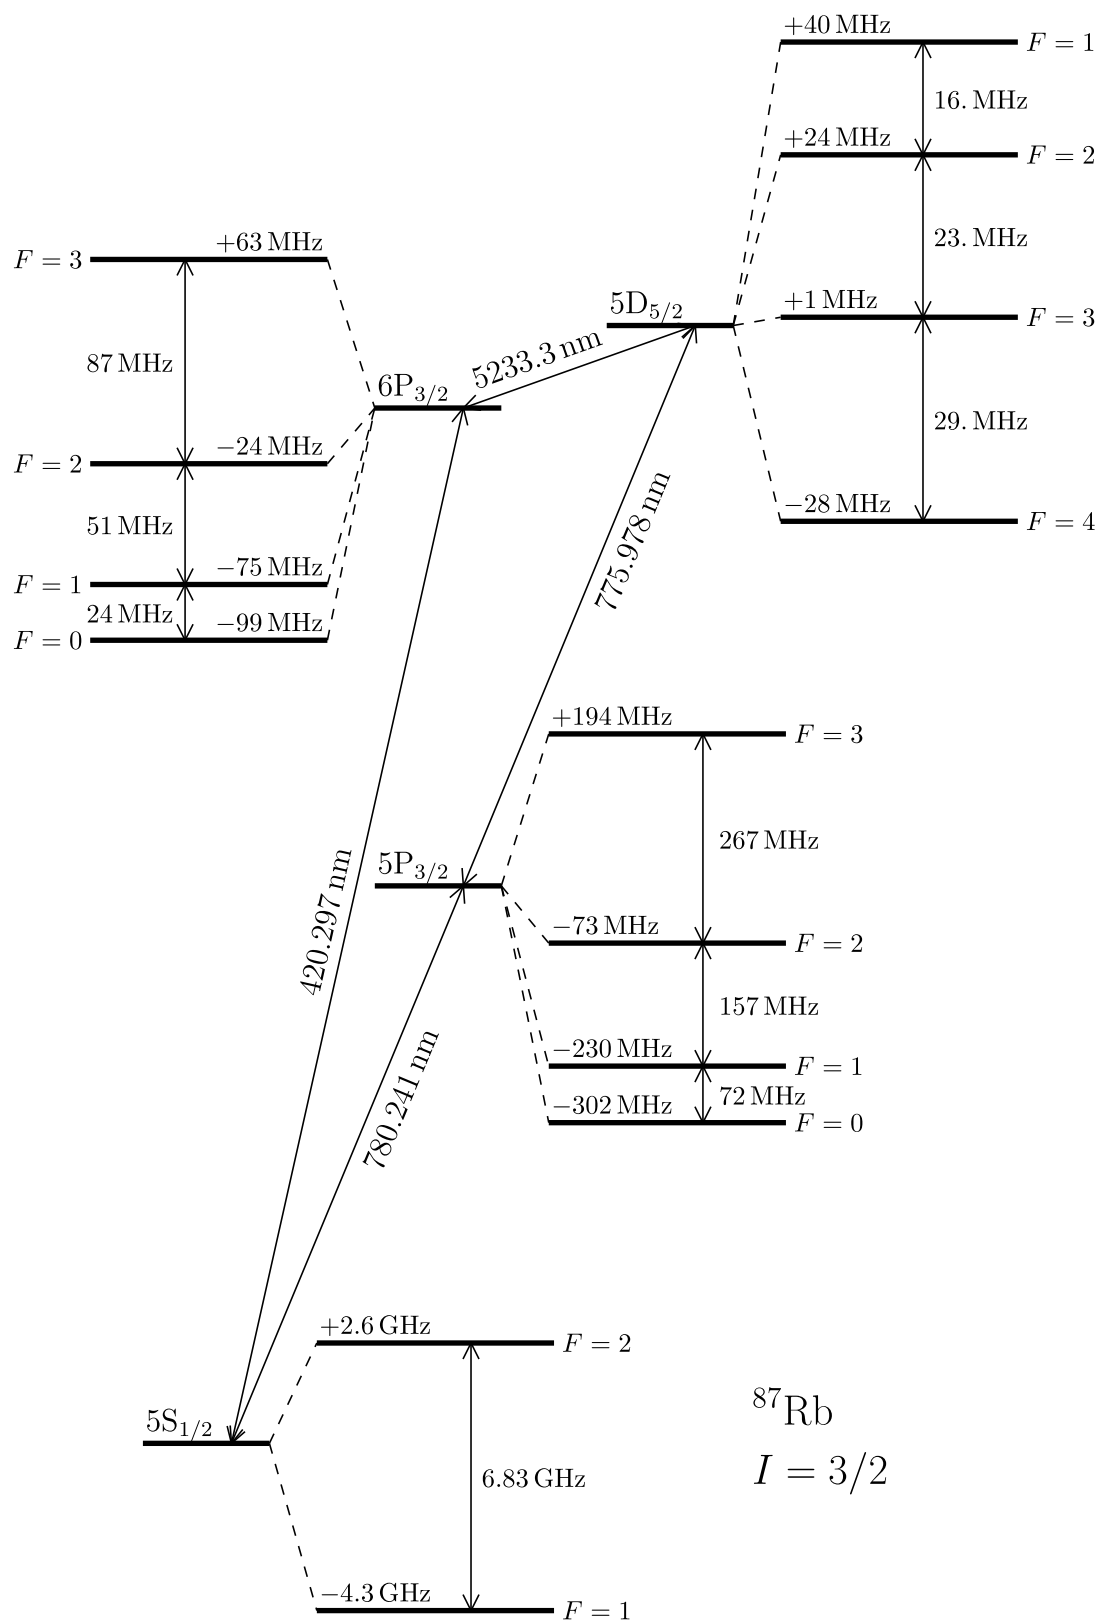 +40 MHz
F = 1
16. MHz
+24 MHz
F = 2
23. MHz
+63 MHz
F = 3
+1 MHz
F = 3
5D5/2
5233.3 nm
87 MHz
6P3/2
29. MHz
−24 MHz
F = 2
−28 MHz
F = 4
51 MHz
775.978 nm
−75 MHz
F = 1
24 MHz
−99 MHz
F = 0
+194 MHz
F = 3
267 MHz
5P3/2
420.297 nm
−73 MHz
F = 2
157 MHz
−230 MHz
F = 1
780.241 nm
72 MHz
−302 MHz
F = 0
+2.6 GHz
F = 2
5S1/2
87Rb
6.83 GHz
I = 3/2
−4.3 GHz
F = 1